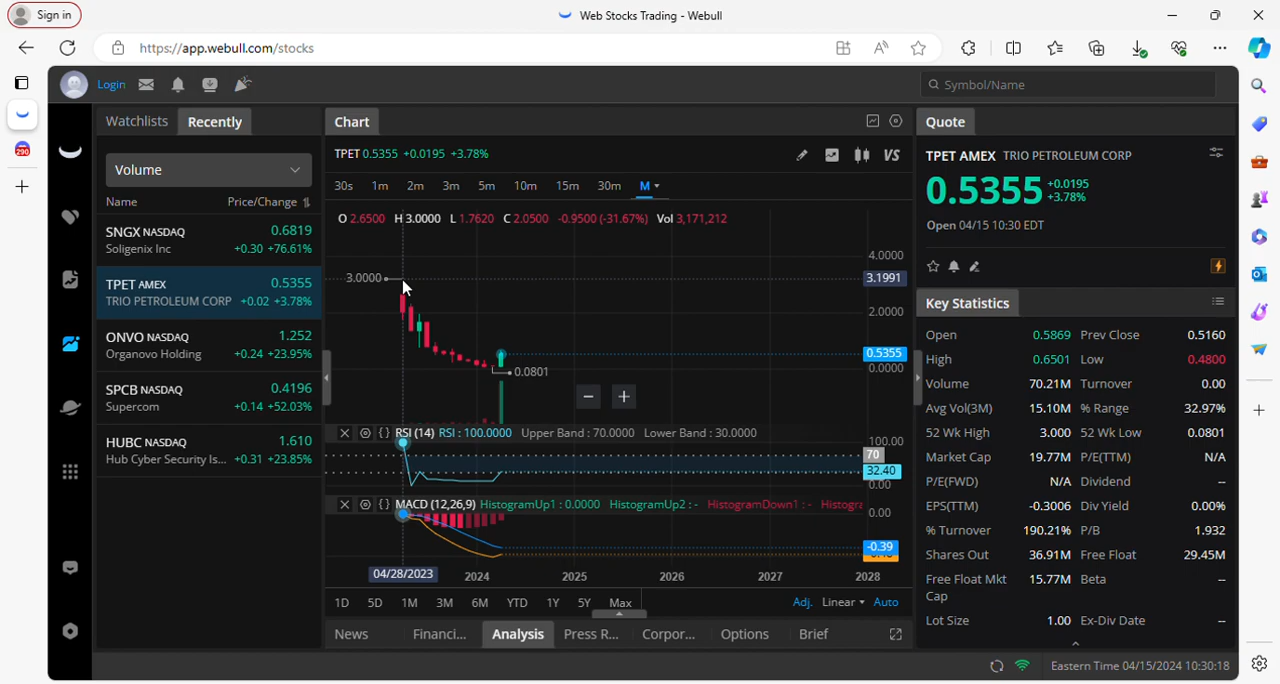 Sign in
Web Stocks Trading - Webull
https://app.webull.com/stocks
Login
Symbol/Name
Watchlists Recently
Volume
Name Price/Change
SNGX NASDAQ 0.6819
Soligenix Inc +0.30 +76.61%
TPET AMEX 0.5355
TRIO PETROLEUM CORP +0.02 +3.78%
ONVO NASDAQ 1.252
Organovo Holding +0.24 +23.95%
SPCB NASDAQ 0.4196
Supercom +0.14 +52.03%
HUBC NASDAQ 1.610
Hub Cyber Security Is... +0.31 +23.85%
290
Chart
TPET 0.5355 +0.0195 +3.78%
VS
30s 1m 2m 3m 5m 10m 15m 30m M
O 2.6500 H 3.0000 L 1.7620 C 2.0500 -0.9500 (-31.67%) Vol 3,171,212
4.0000
3.0000
3.1991
2.0000
0.5355
0.0000
0.0801
− +
{} RSI (14) RSI : 100.0000 Upper Band : 70.0000 Lower Band : 30.0000
100.00
70
32.40
0.00
{} MACD (12,26,9) HistogramUp1 : 0.0000 HistogramUp2 : - HistogramDown1 : - Histogra
0.00
-0.39
04/28/2023 2024 2025 2026 2027 2028
1D 5D 1M 3M 6M YTD 1Y 5Y Max Adj. Linear Auto
News Financi... Analysis Press R... Corpor... Options Brief
Quote
TPET AMEX TRIO PETROLEUM CORP
0.5355 +0.0195
+3.78%
Open 04/15 10:30 EDT
Key Statistics
Open 0.5869 Prev Close 0.5160
High 0.6501 Low 0.4800
Volume 70.21M Turnover 0.00
Avg Vol(3M) 15.10M % Range 32.97%
52 Wk High 3.000 52 Wk Low 0.0801
Market Cap 19.77M P/E(TTM) N/A
P/E(FWD) N/A Dividend --
EPS(TTM) -0.3006 Div Yield 0.00%
% Turnover 190.21% P/B 1.932
Shares Out 36.91M Free Float 29.45M
Free Float Mkt Cap 15.77M Beta --
Lot Size 1.00 Ex-Div Date --
Eastern Time 04/15/2024 10:30:18